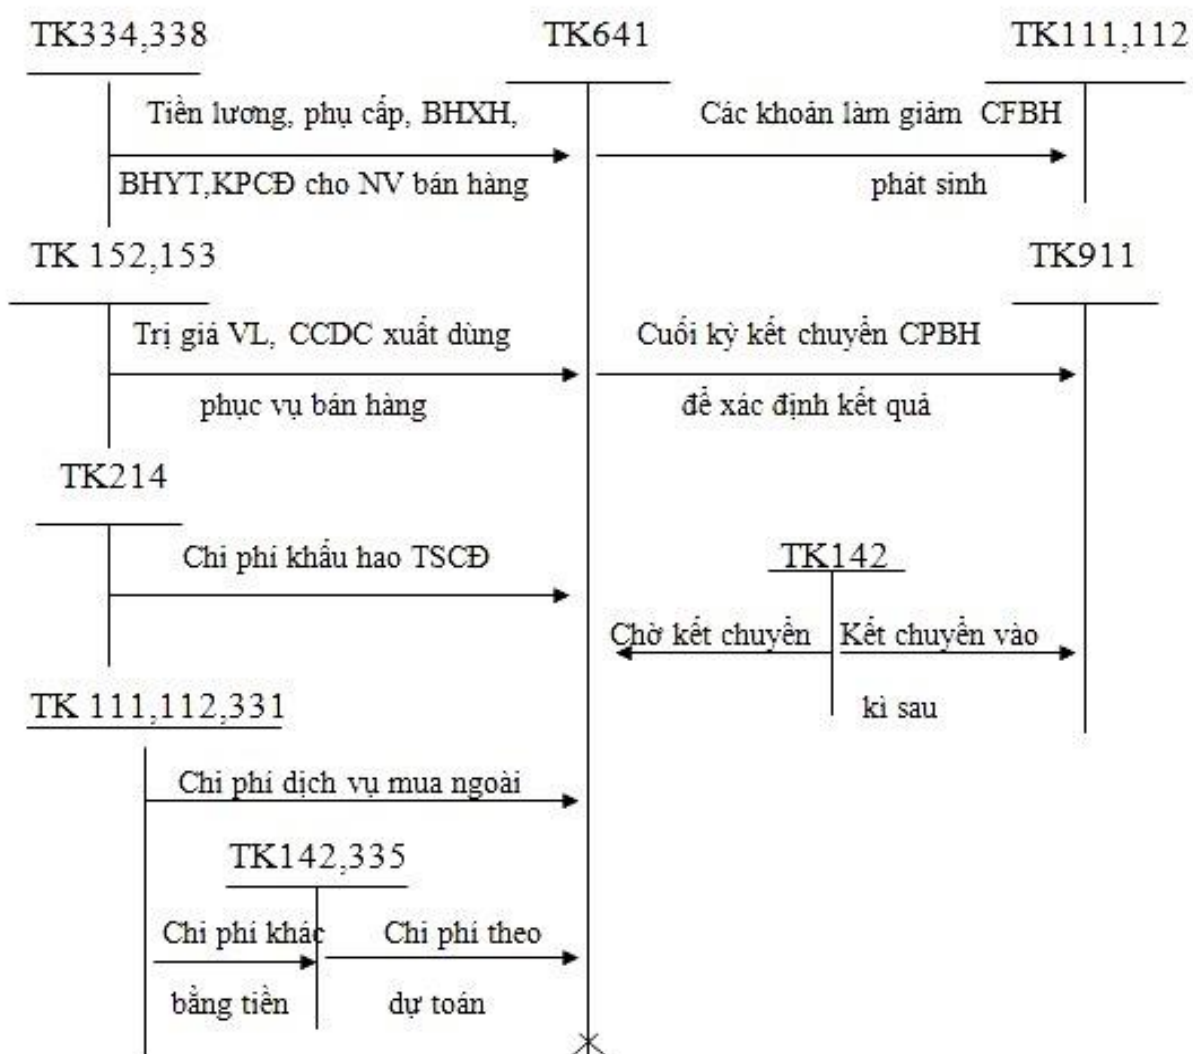 TK334,338
TK641
TK111,112
Tiền lương, phụ cấp, BHXH,
Các khoản làm giảm CFBH
BHYT,KPCĐ cho NV bán hàng
phát sinh
TK 152,153
TK911
Trị giá VL, CCDC xuất dùng
Cuối kỳ kết chuyển CPBH
phục vụ bán hàng
để xác định kết quả
TK214
Chi phí khấu hao TSCĐ
TK142
Chờ kết chuyển
Kết chuyển vào
kì sau
TK 111,112,331
Chi phí dịch vụ mua ngoài
TK142,335
Chi phí khác
Chi phí theo
bằng tiền
dự toán